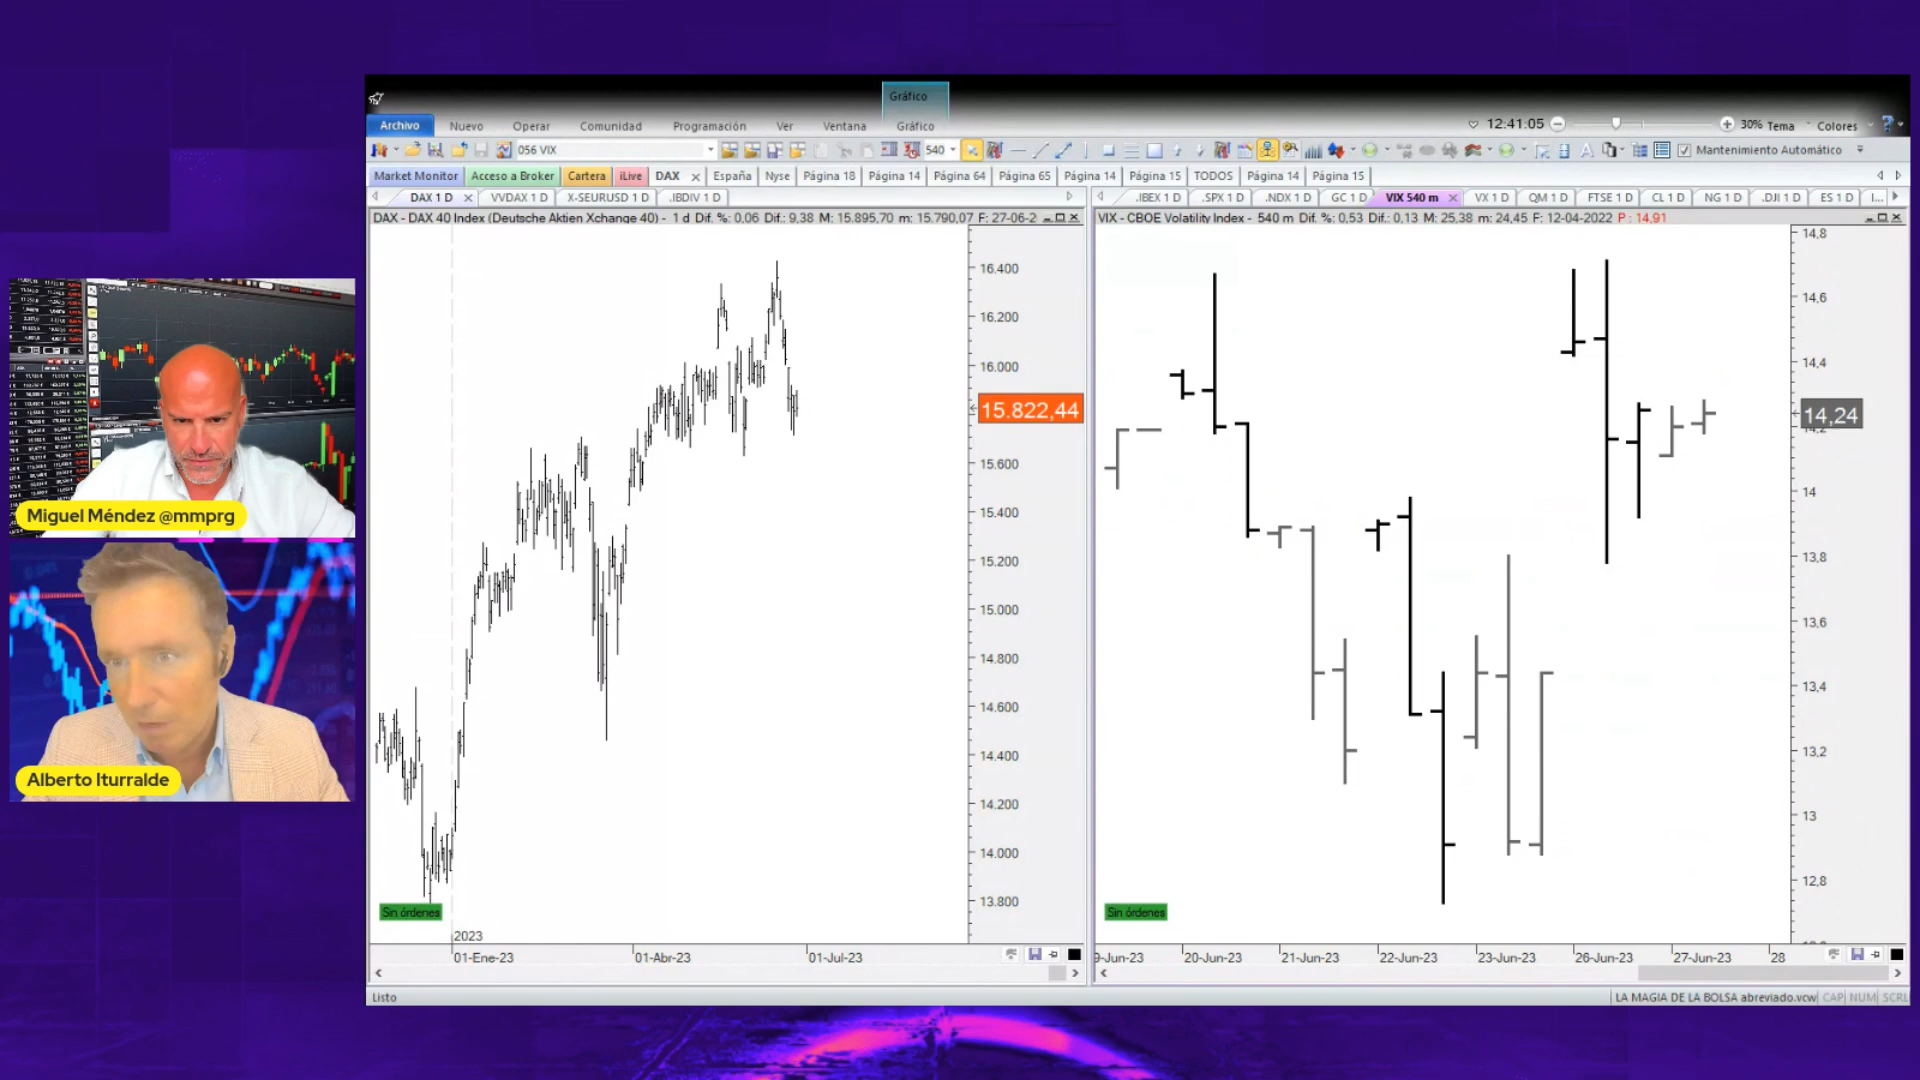 Gráfico
Archivo Nuevo Operar Comunidad Programación Ver Ventana Gráfico 12:41:05 30% Tema Colores
056 VIX 540 Mantenimiento Automático
Market Monitor Acceso a Broker Cartera iLive DAX España Nyse Página 18 Página 14 Página 64 Página 65 Página 14 Página 15 TODOS Página 14 Página 15
DAX 1 D VVDAX 1 D X-SEURUSD 1 D .IBDIV 1 D
.IBEX 1 D .SPX 1 D .NDX 1 D GC 1 D VIX 540 m VX 1 D QM 1 D FTSE 1 D CL 1 D NG 1 D .DJI 1 D ES 1 D I...
DAX - DAX 40 Index (Deutsche Aktien Xchange 40) - 1 d Dif. %: 0,06 Dif.: 9,38 M: 15.895,70 m: 15.790,07 F: 27-06-2
VIX - CBOE Volatility Index - 540 m Dif. %: 0,53 Dif.: 0,13 M: 25,38 m: 24,45 F: 12-04-2022 P : 14,91
16.400
16.200
16.000
15.822,44
15.600
15.400
15.200
15.000
14.800
14.600
14.400
14.200
14.000
13.800
Sin órdenes
2023
01-Ene-23 01-Abr-23 01-Jul-23
14,8
14,6
14,4
14,24
14,2
14
13,8
13,6
13,4
13,2
13
12,8
Sin órdenes
9-Jun-23 20-Jun-23 21-Jun-23 22-Jun-23 23-Jun-23 26-Jun-23 27-Jun-23 28
Listo
LA MAGIA DE LA BOLSA abreviado.vcw CAP NUM SCRL
Miguel Méndez @mmprg
Alberto Iturralde